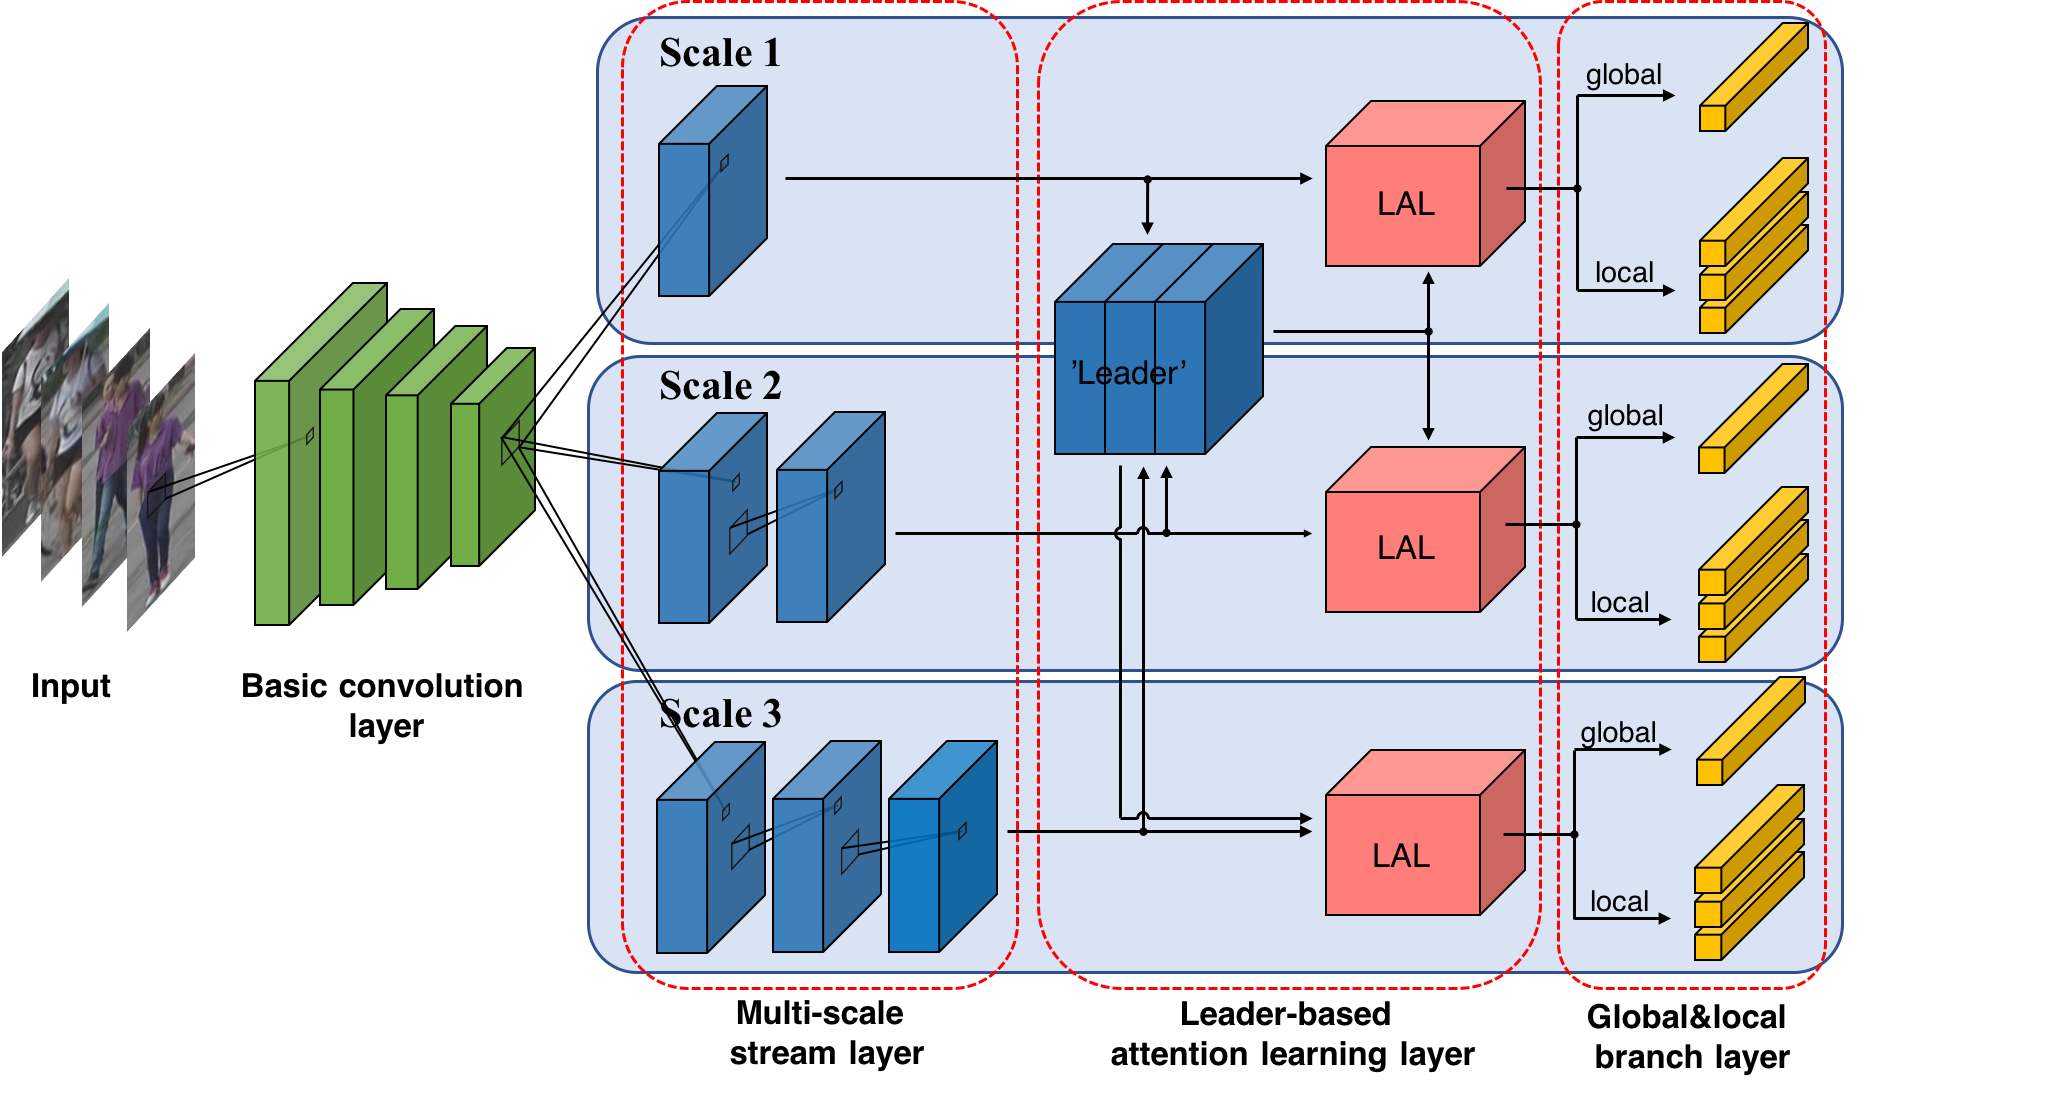 Scale 1
global
LAL
local
'Leader'
Scale 2
global
LAL
local
Input
Basic convolution
layer
Scale 3
global
LAL
local
Multi-scale
stream layer
Leader-based
attention learning layer
Global&local
branch layer